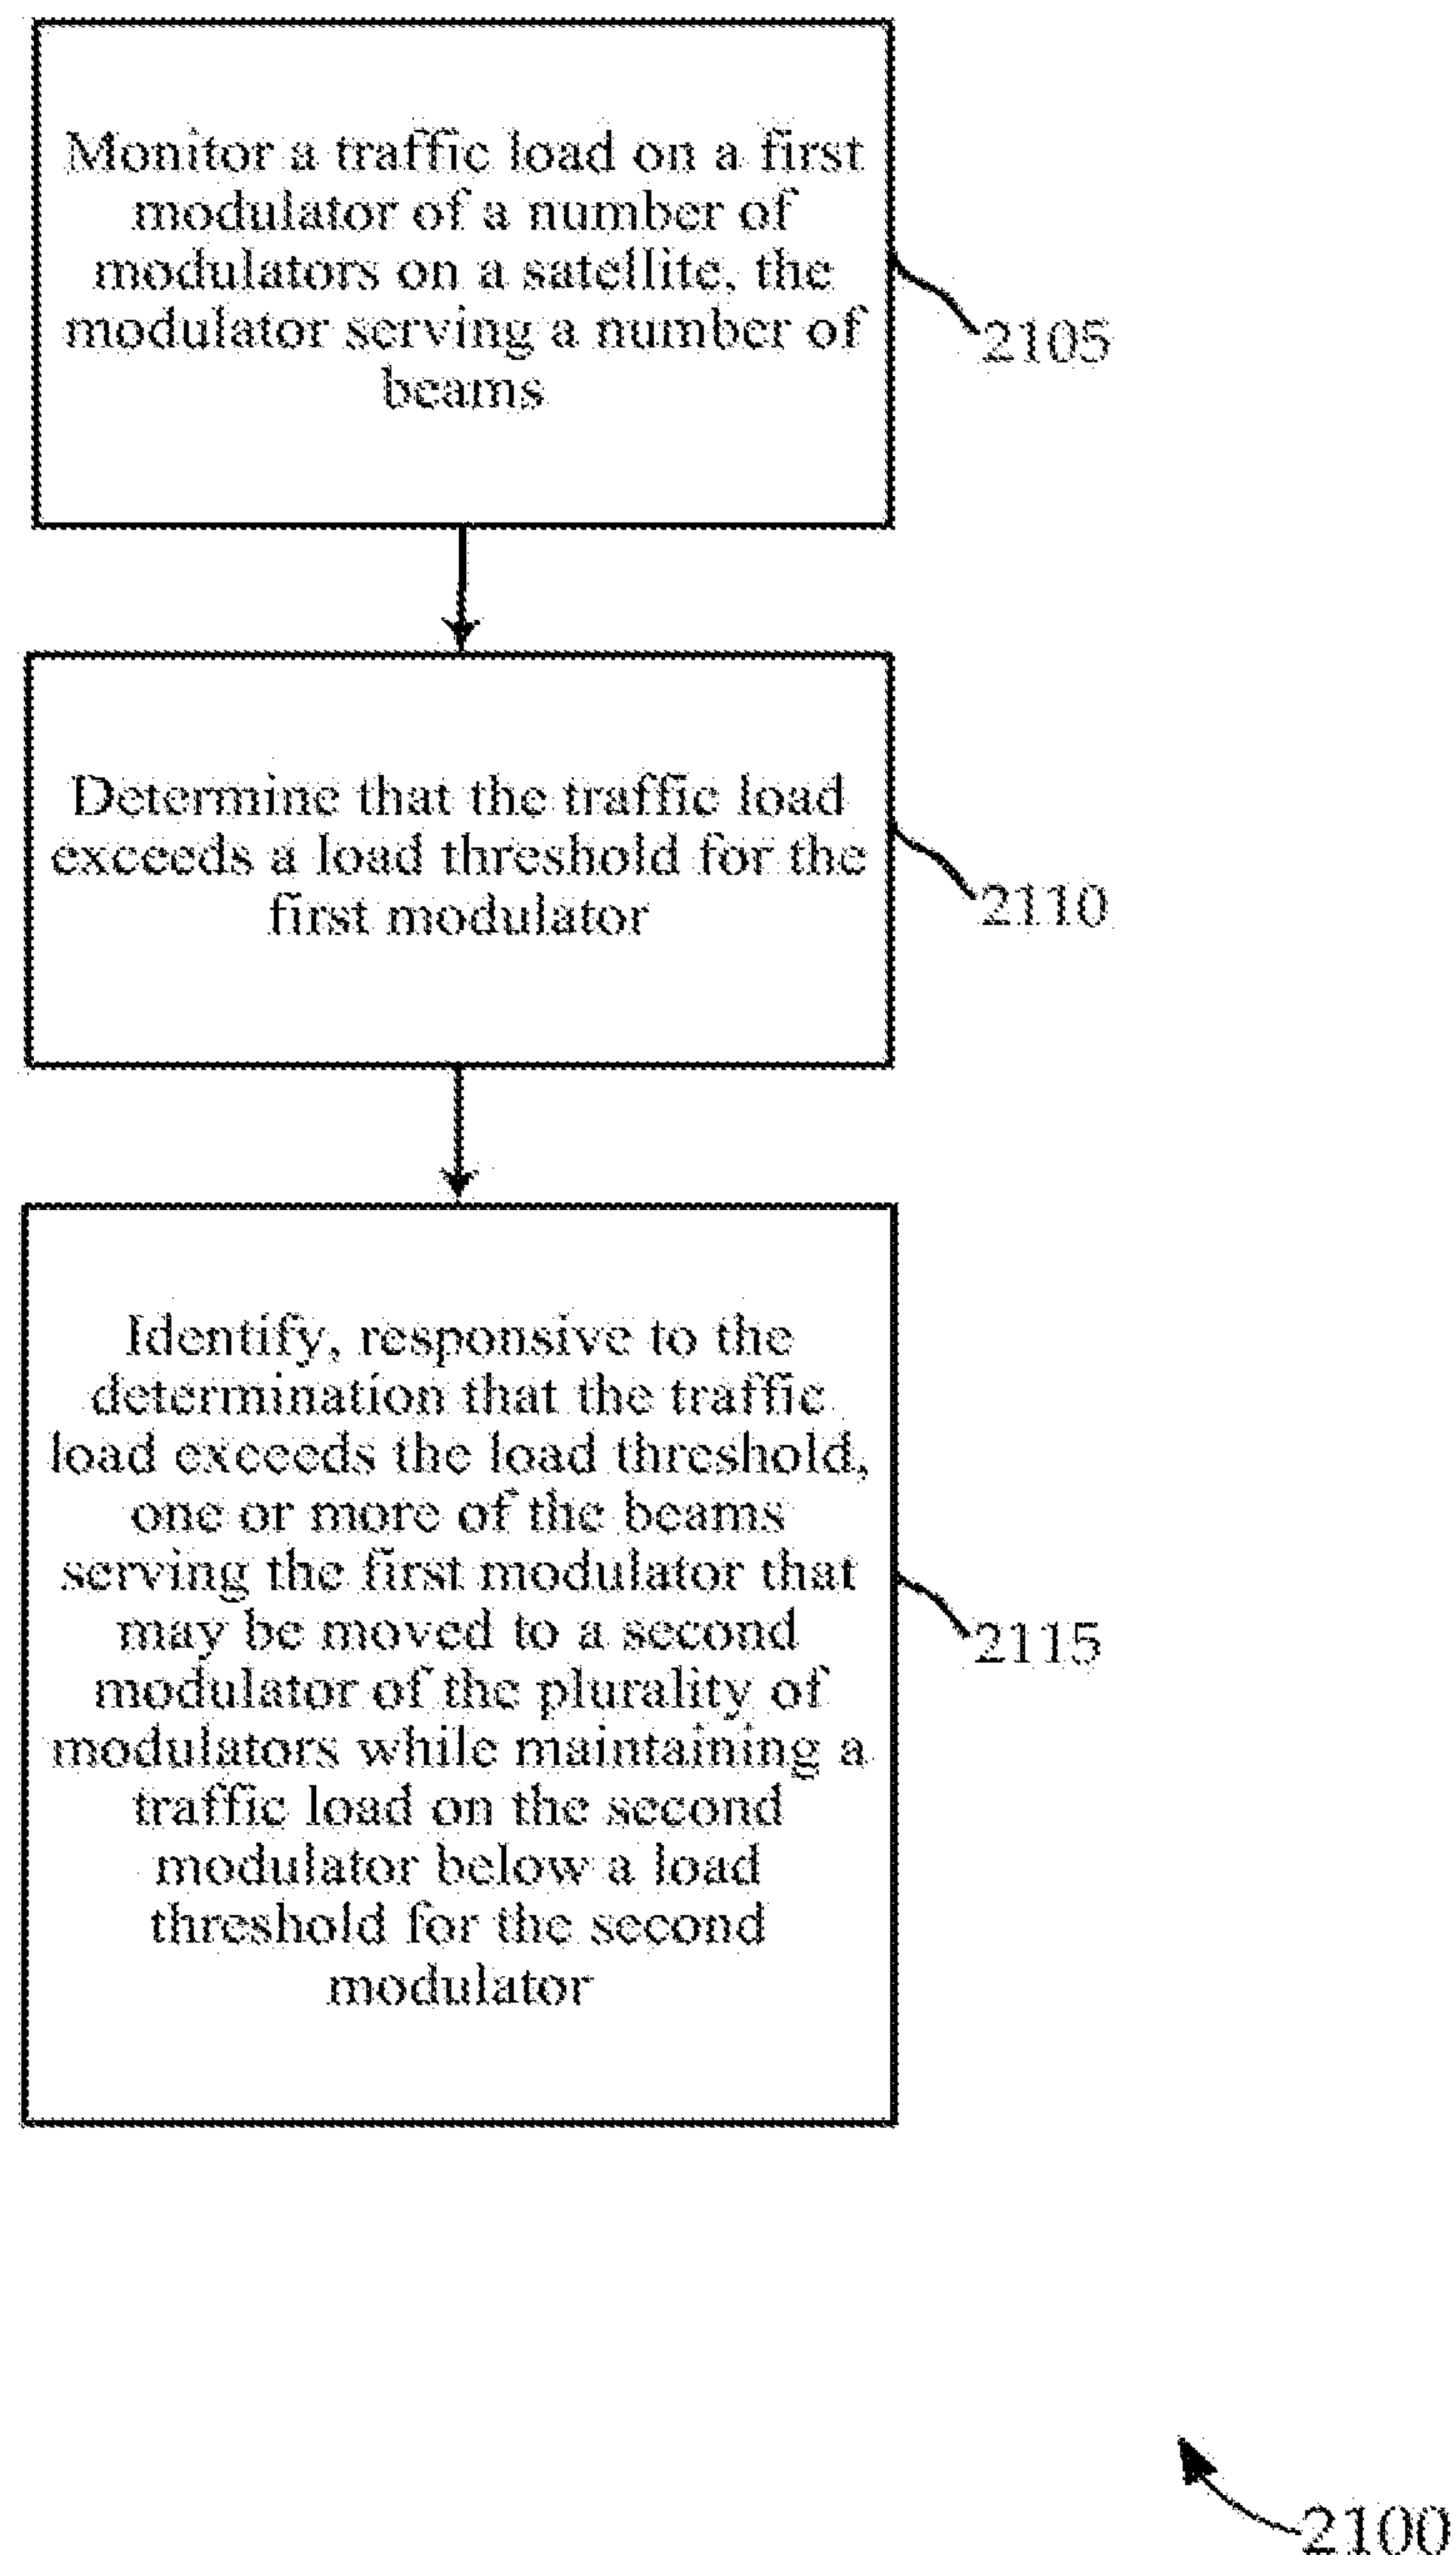 Monitor a traffic load on a first
modulator of a number of
modulators on a satellite, the
modulator serving a number of
beams
2105
Determine that the traffic load
exceeds a load threshold for the
first modulator
2110
Identify, responsive to the
determination that the traffic
load exceeds the load threshold,
one or more of the beams
serving the first modulator that
may be moved to a second
modulator of the plurality of
modulators while maintaining a
traffic load on the second
modulator below a load
threshold for the second
modulator
2115
2100